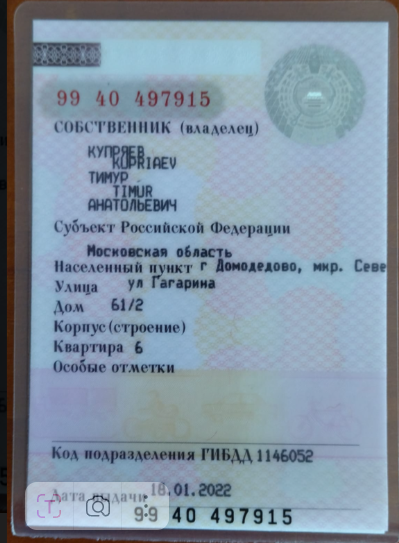 99 40 497915
СОБСТВЕННИК (владелец)
КУПРЯЕВ
KUPRIAEV
ТИМУР
TIMUR
АНАТОЛЬЕВИЧ
Субъект Российской Федерации
Московская область
Населенный пункт г Домодедово, мкр. Севе
Улица ул Гагарина
Дом 61/2
Корпус (строение)
Квартира 6
Особые отметки
Код подразделения ГИБДД 1146052
Дата выдачи 18.01.2022
99 40 497915